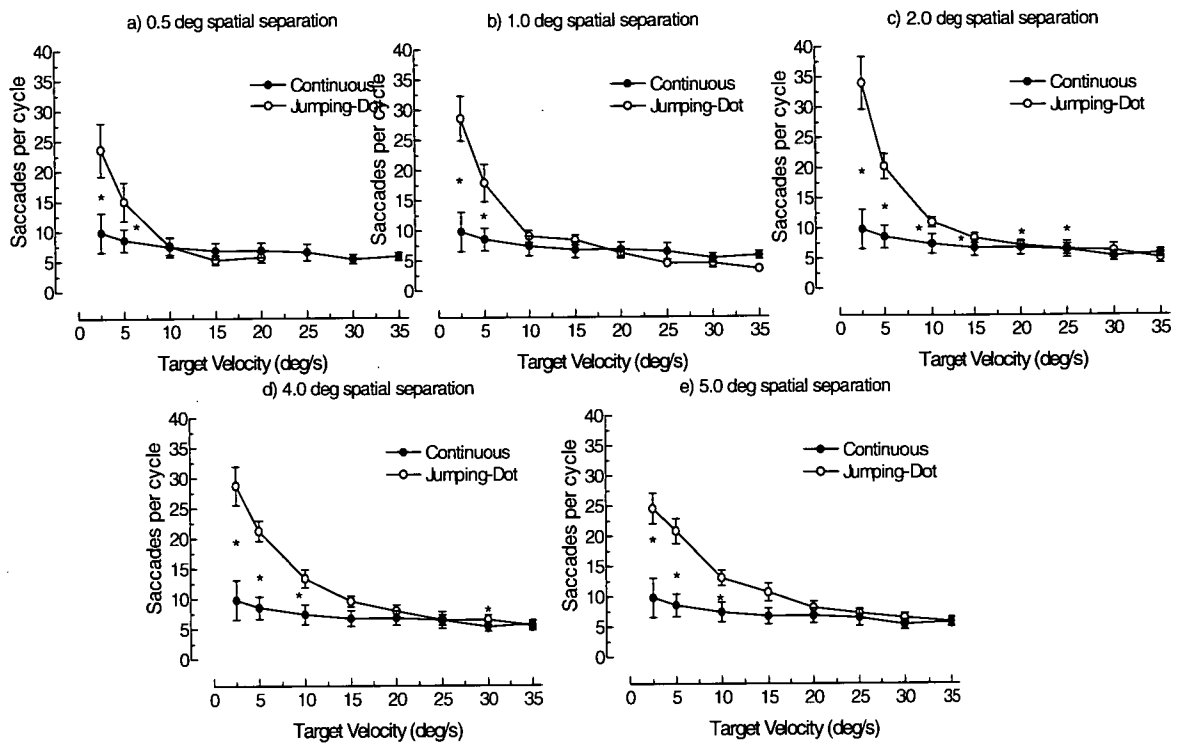 a) 0.5 deg spatial separation
Saccades per cycle
40
35
30
25
20
15
10
5
0
Continuous
Jumping-Dot
*
*
0 5 10 15 20 25 30 35
Target Velocity (deg/s)
b) 1.0 deg spatial separation
Saccades per cycle
40
35
30
25
20
15
10
5
0
Continuous
Jumping-Dot
*
*
0 5 10 15 20 25 30 35
Target Velocity (deg/s)
c) 2.0 deg spatial separation
Saccades per cycle
40
35
30
25
20
15
10
5
0
Continuous
Jumping-Dot
*
*
* * * *
0 5 10 15 20 25 30 35
Target Velocity (deg/s)
d) 4.0 deg spatial separation
Saccades per cycle
40
35
30
25
20
15
10
5
0
Continuous
Jumping-Dot
*
*
* *
0 5 10 15 20 25 30 35
Target Velocity (deg/s)
e) 5.0 deg spatial separation
Saccades per cycle
40
35
30
25
20
15
10
5
0
Continuous
Jumping-Dot
*
*
*
0 5 10 15 20 25 30 35
Target Velocity (deg/s)